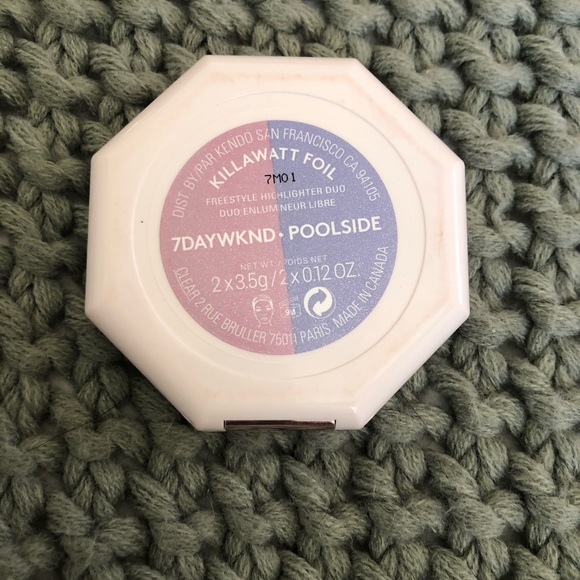 DIST. BY/PAR KENDO SAN FRANCISCO CA 94105
KILLAWATT FOIL
7M01
FREESTYLE HIGHLIGHTER DUO
DUO ENLUMINEUR LIBRE
7DAYWKND • POOLSIDE
NET WT. / POIDS NET
2 x 3.5g / 2 x 0.12 OZ.
CLEAR 2 RUE BRULLER 75014 PARIS. MADE IN CANADA